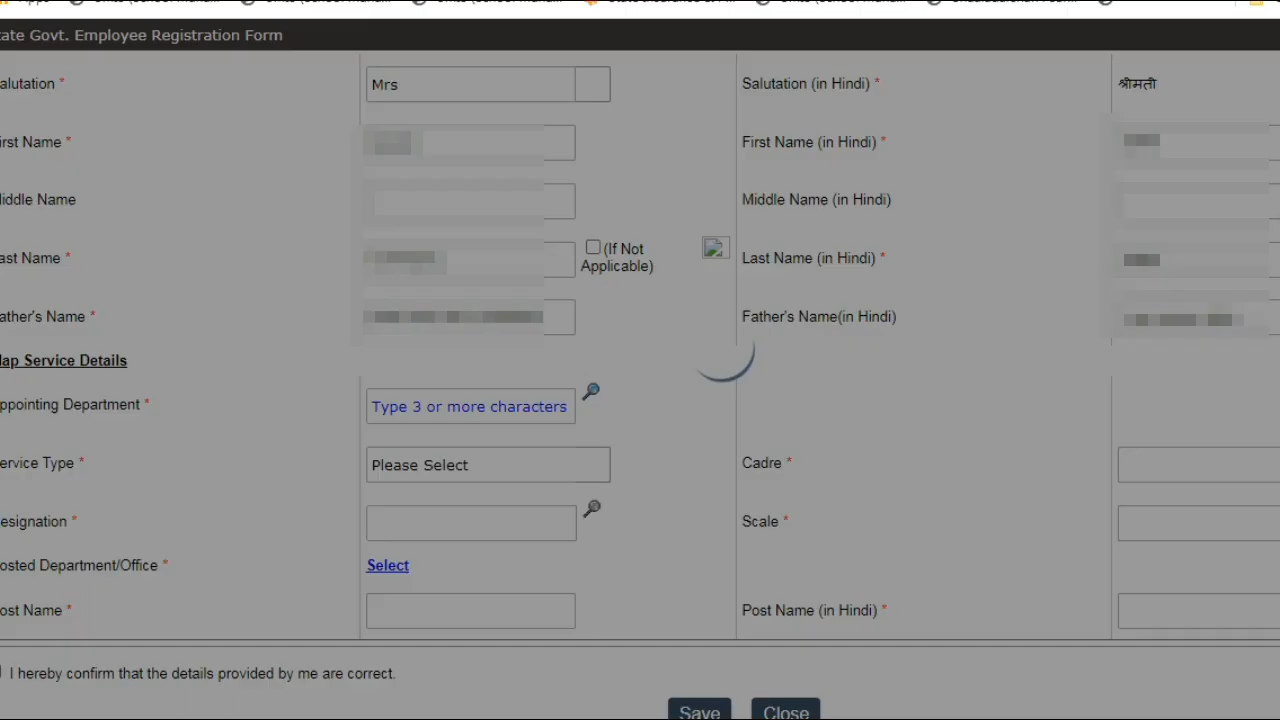 ate Govt. Employee Registration Form
alutation * Mrs Salutation (in Hindi) * श्रीमती
irst Name * First Name (in Hindi) *
iddle Name Middle Name (in Hindi)
ast Name * (If Not Applicable) Last Name (in Hindi) *
ather's Name * Father's Name(in Hindi)
ap Service Details
ppointing Department * Type 3 or more characters
ervice Type * Please Select Cadre *
esignation * Scale *
osted Department/Office * Select
ost Name * Post Name (in Hindi) *
I hereby confirm that the details provided by me are correct.
Save Close